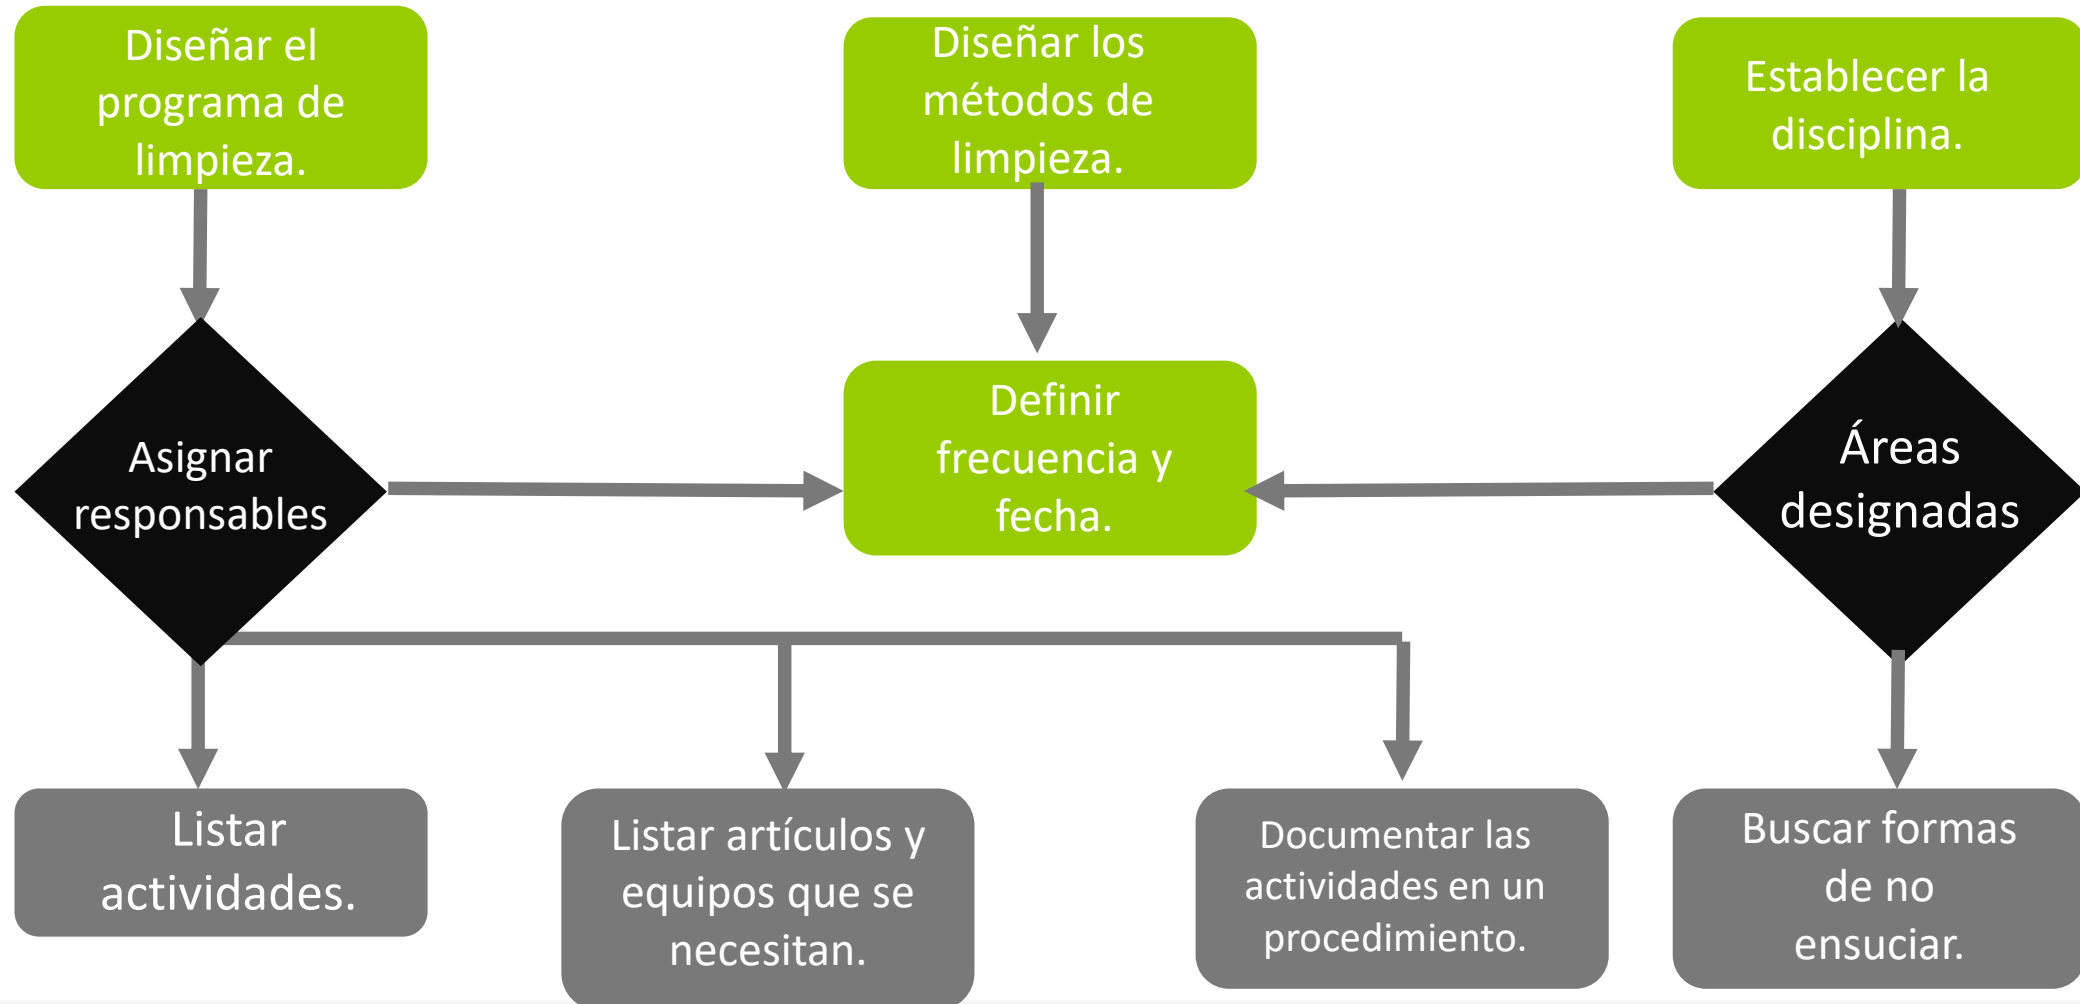 Diseñar el
programa de
limpieza.
Diseñar los
métodos de
limpieza.
Establecer la
disciplina.
Asignar
responsables
Definir
frecuencia y
fecha.
Áreas
designadas
Listar
actividades.
Listar artículos y
equipos que se
necesitan.
Documentar las
actividades en un
procedimiento.
Buscar formas
de no
ensuciar.